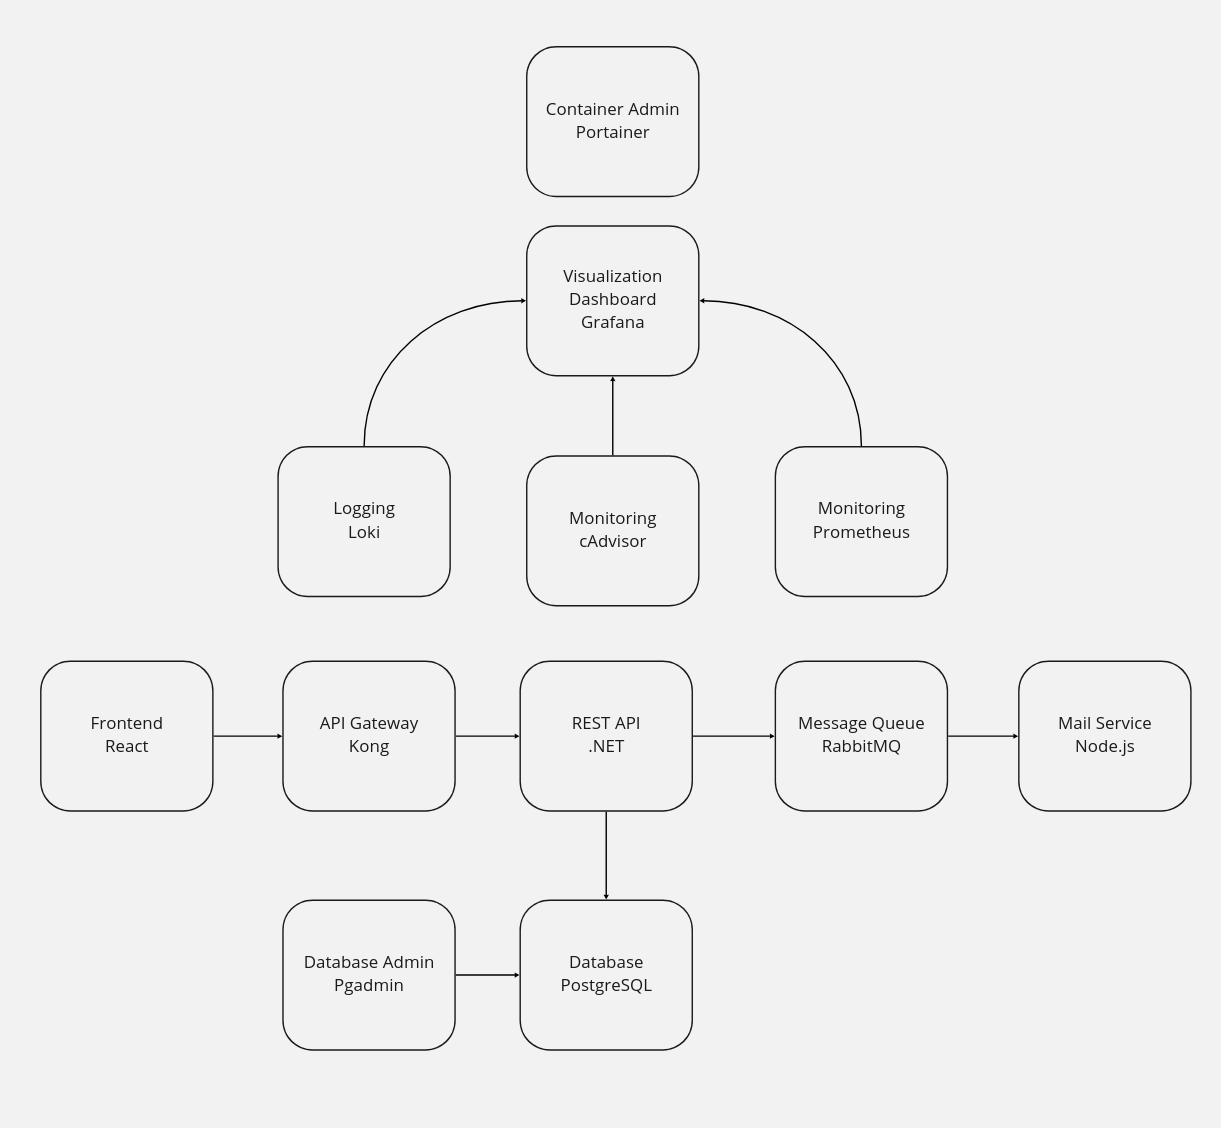 Container Admin
Portainer
Visualization
Dashboard
Grafana
Logging
Loki
Monitoring
cAdvisor
Monitoring
Prometheus
Frontend
React
API Gateway
Kong
REST API
.NET
Message Queue
RabbitMQ
Mail Service
Node.js
Database Admin
Pgadmin
Database
PostgreSQL